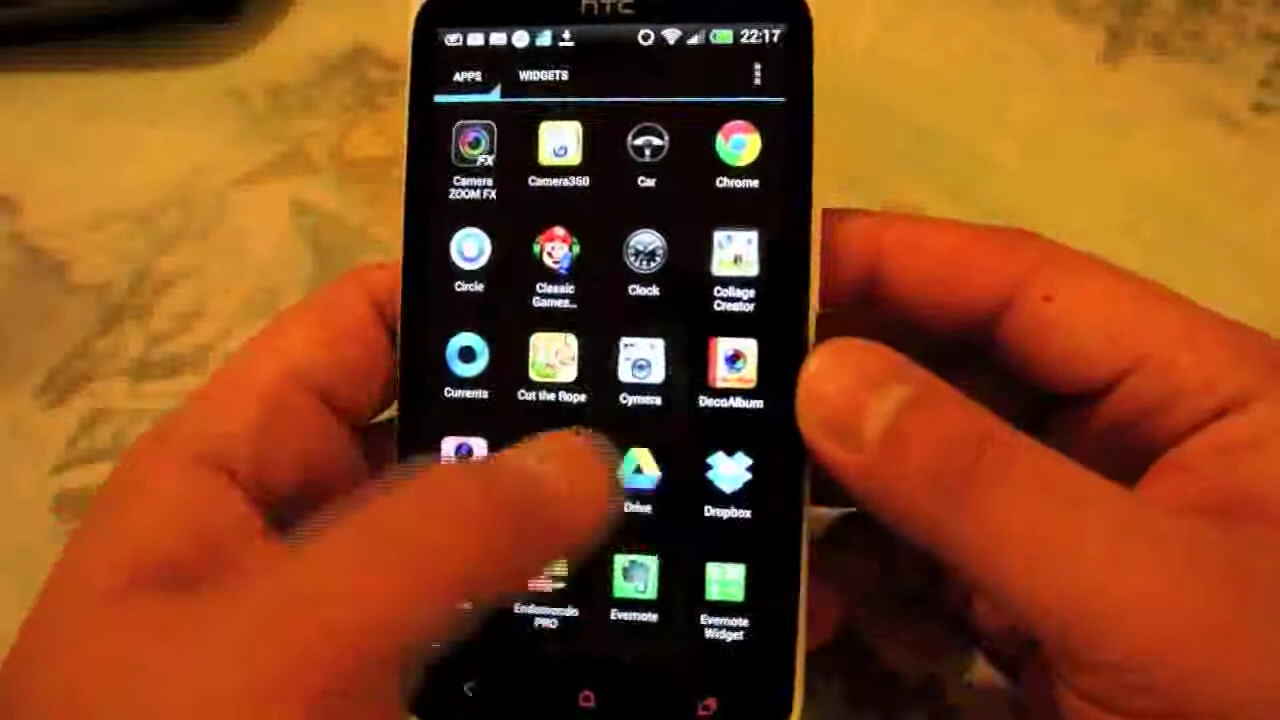 hTC
22:17
APPS WIDGETS
FX
Camera
ZOOM FX
Camera360
Car
Chrome
Circle
Classic
Games...
Clock
Collage
Creator
Currents
Cut the Rope
Cymera
DecoAlbum
Drive
Dropbox
Endomondo
PRO
Evernote
Evernote
Widget